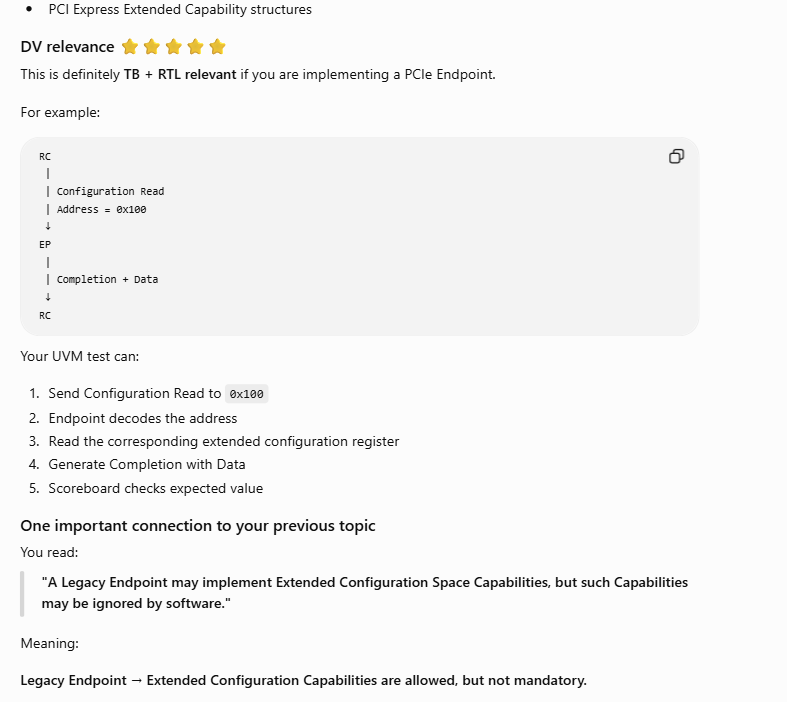 • PCI Express Extended Capability structures
DV relevance ⭐⭐⭐⭐⭐
This is definitely TB + RTL relevant if you are implementing a PCIe Endpoint.
For example:
RC
|
| Configuration Read
| Address = 0x100
↓
EP
|
| Completion + Data
↓
RC
Your UVM test can:
1. Send Configuration Read to 0x100
2. Endpoint decodes the address
3. Read the corresponding extended configuration register
4. Generate Completion with Data
5. Scoreboard checks expected value
One important connection to your previous topic
You read:
"A Legacy Endpoint may implement Extended Configuration Space Capabilities, but such Capabilities
may be ignored by software."
Meaning:
Legacy Endpoint → Extended Configuration Capabilities are allowed, but not mandatory.